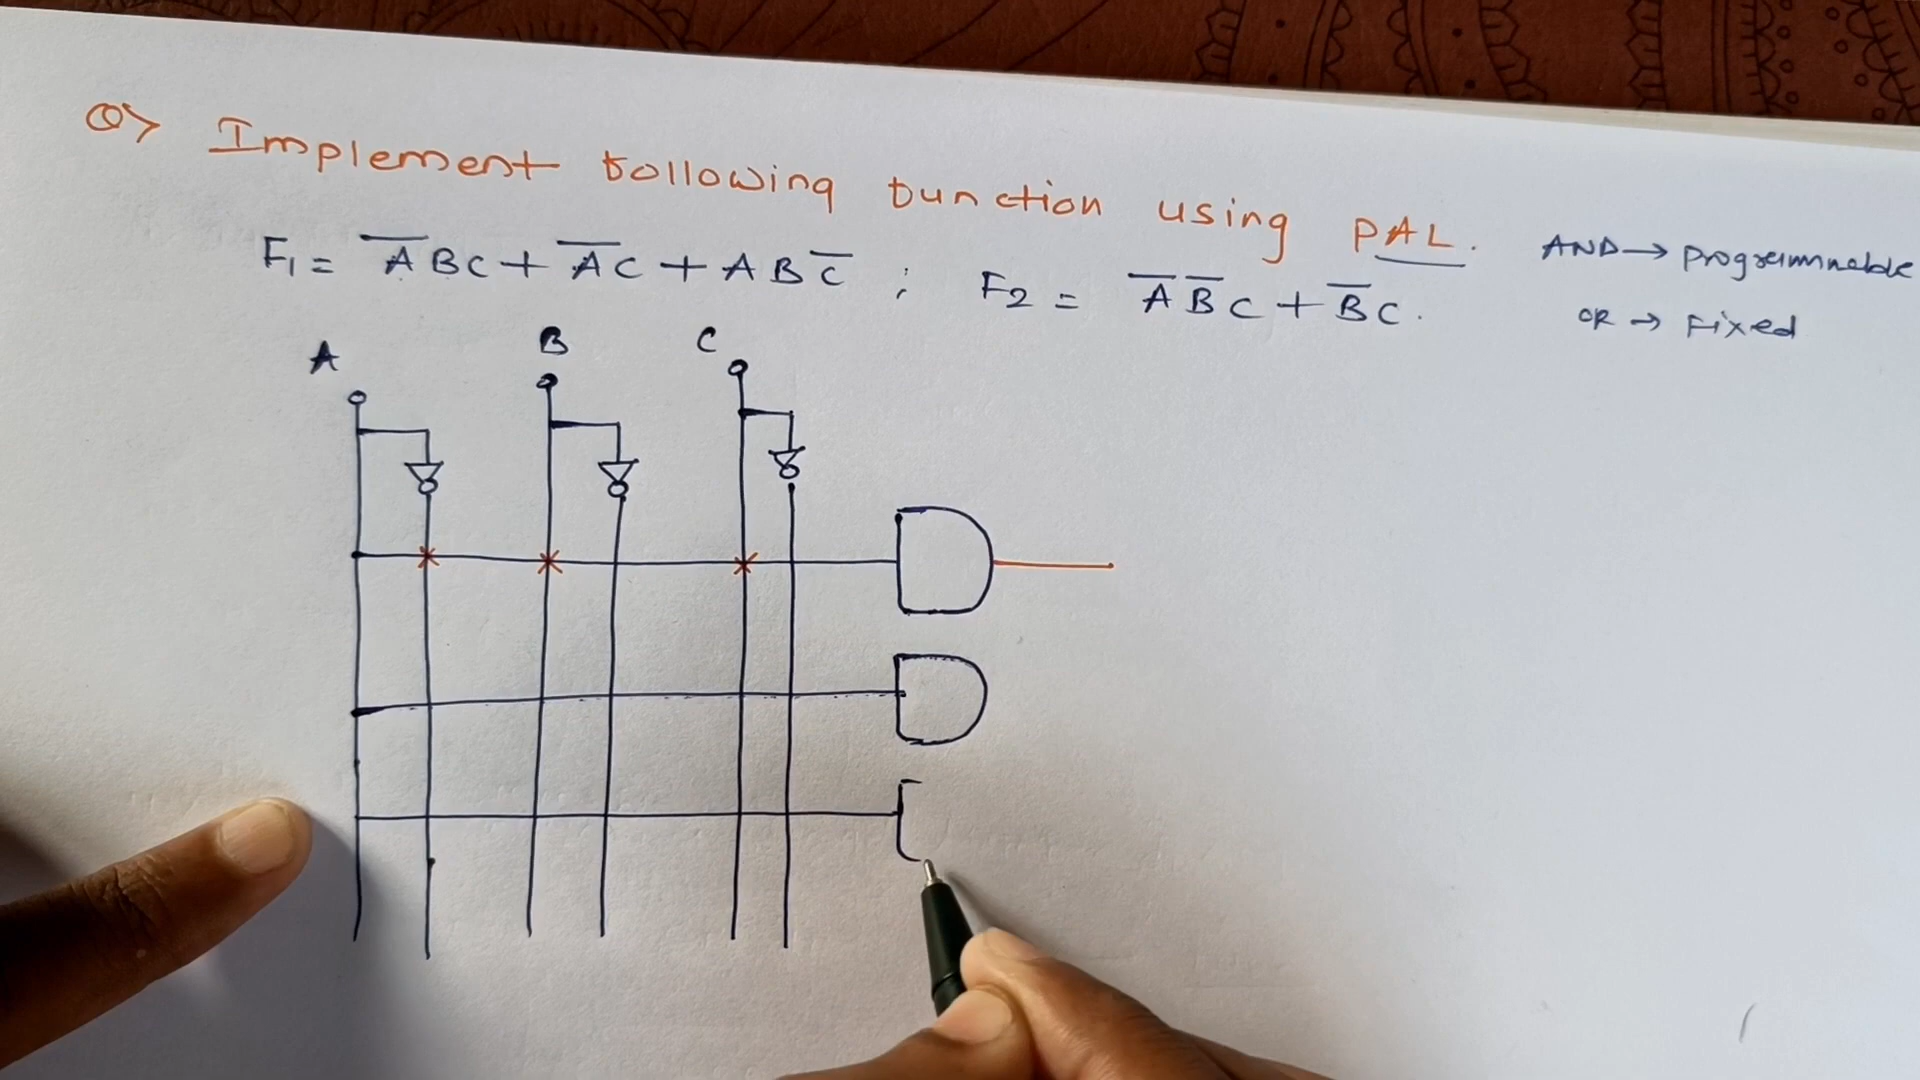 Q> Implement following function using PAL.
F₁ = A̅BC + A̅C + ABC̅ ; F₂ = A̅B̅C + B̅C.
AND → Programmable
OR → Fixed
A B C